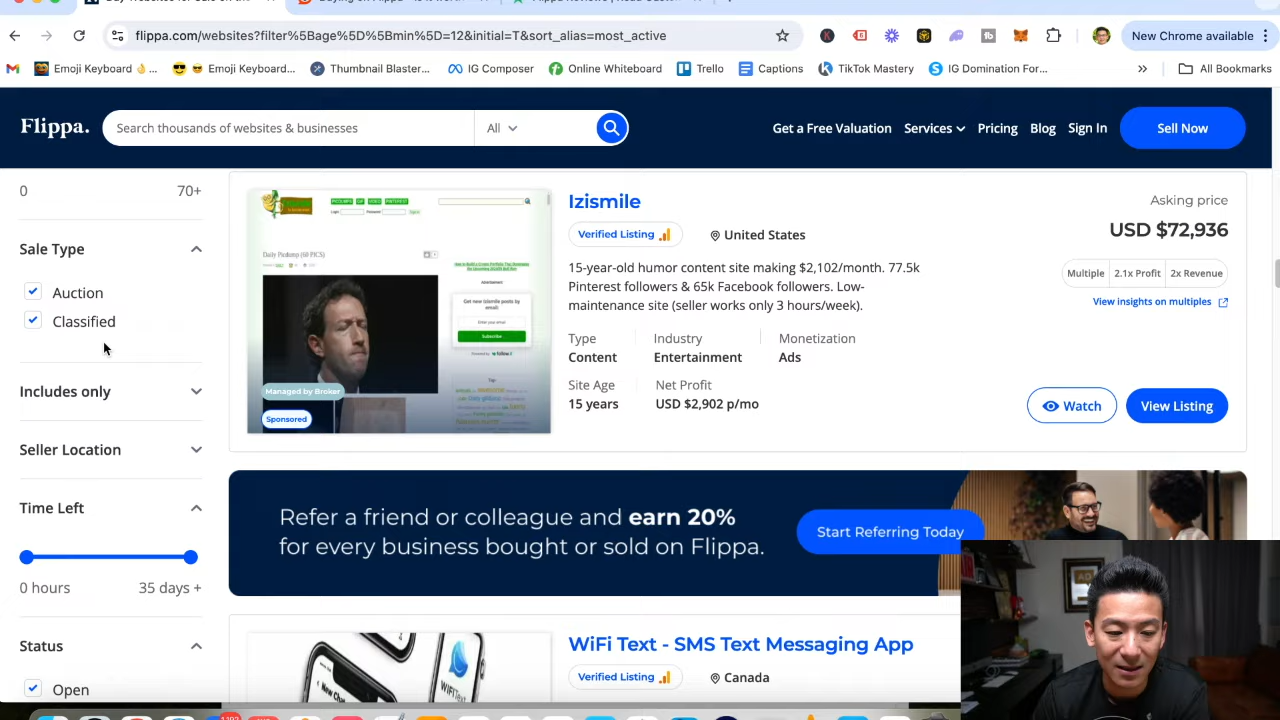 flippa.com/websites?filter%5Bage%5D%5Bmin%5D=12&initial=T&sort_alias=most_active
New Chrome available
Emoji Keyboard 👌 ...
😎 Emoji Keyboard...
Thumbnail Blaster...
IG Composer
Online Whiteboard
Trello
Captions
TikTok Mastery
IG Domination For...
All Bookmarks
Flippa.
Search thousands of websites & businesses
All
Get a Free Valuation
Services
Pricing
Blog
Sign In
Sell Now
0
70+
Sale Type
Auction
Classified
Includes only
Seller Location
Time Left
0 hours
35 days +
Status
Open
Managed by Broker
Sponsored
Izismile
Verified Listing
United States
15-year-old humor content site making $2,102/month. 77.5k
Pinterest followers & 65k Facebook followers. Low-
maintenance site (seller works only 3 hours/week).
Type
Content
Industry
Entertainment
Monetization
Ads
Site Age
15 years
Net Profit
USD $2,902 p/mo
Asking price
USD $72,936
Multiple
2.1x Profit
2x Revenue
View insights on multiples
Watch
View Listing
Refer a friend or colleague and earn 20%
for every business bought or sold on Flippa.
Start Referring Today
WiFi Text - SMS Text Messaging App
Verified Listing
Canada